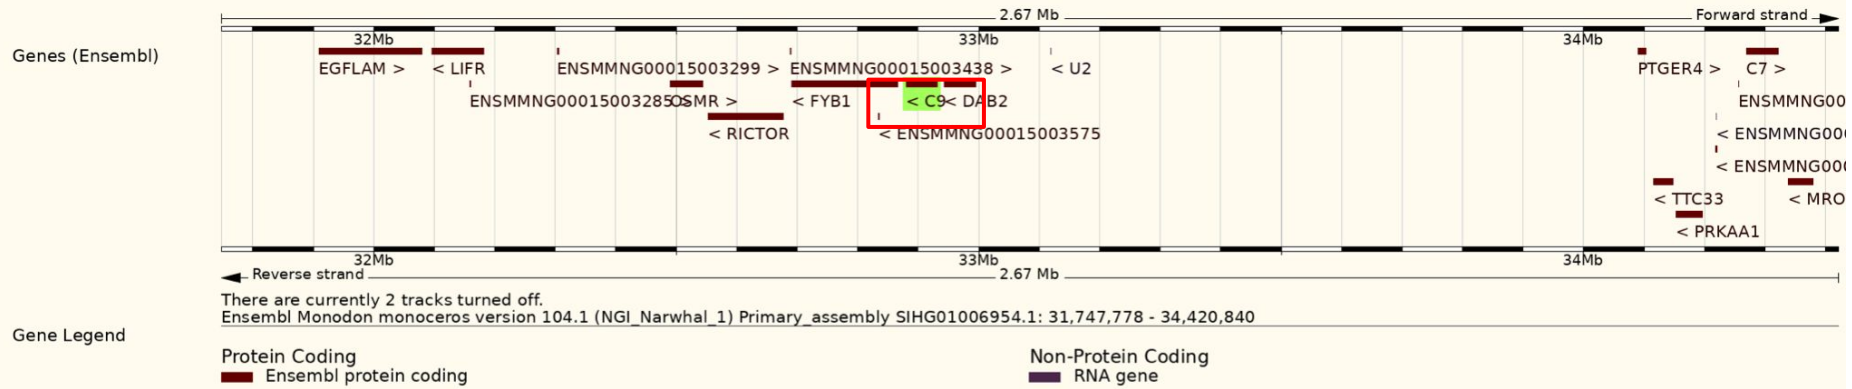 2.67 Mb Forward strand
32Mb 33Mb 34Mb
Genes (Ensembl)
EGFLAM > < LIFR ENSMMNG00015003299 > ENSMMNG00015003438 > < U2 PTGER4 > C7 >
ENSMMNG00015003285 > OSMR > < FYB1 < C9 < DAB2 ENSMMNG00
< RICTOR < ENSMMNG00015003575 < ENSMMNG00
< ENSMMNG00
< TTC33 < MRO
< PRKAA1
32Mb 33Mb 34Mb
Reverse strand 2.67 Mb
There are currently 2 tracks turned off.
Ensembl Monodon monoceros version 104.1 (NGI_Narwhal_1) Primary_assembly SIHG01006954.1: 31,747,778 - 34,420,840
Gene Legend
Protein Coding Non-Protein Coding
Ensembl protein coding RNA gene